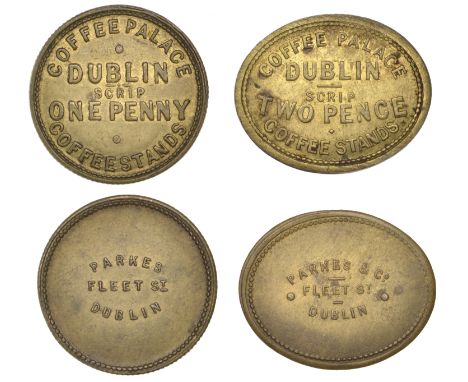 COFFEE PALACE
DUBLIN
SCRIP
ONE PENNY
COFFEE STANDS
COFFEE PALACE
DUBLIN
SCRIP
TWO PENCE
COFFEE STANDS
PARKES
FLEET ST
DUBLIN
PARKES & Co
FLEET ST
DUBLIN